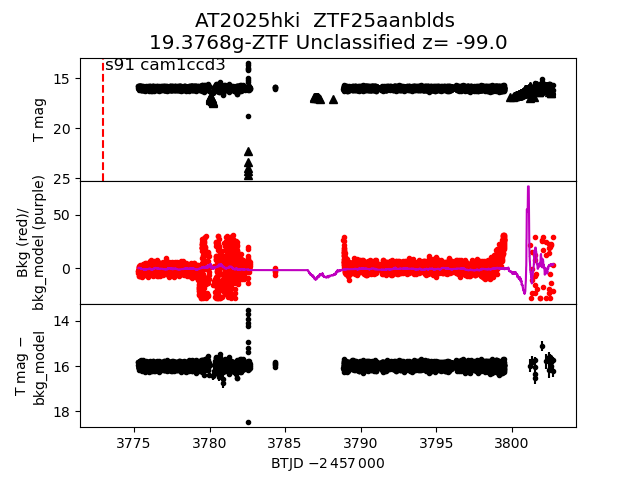 AT2025hki  ZTF25aanblds
19.3768g-ZTF Unclassified z= -99.0
s91 cam1ccd3
15
20
25
T mag
50
0
Bkg (red)/
bkg_model (purple)
14
16
18
T mag −
bkg_model
3775
3780
3785
3790
3795
3800
BTJD −2 457 000